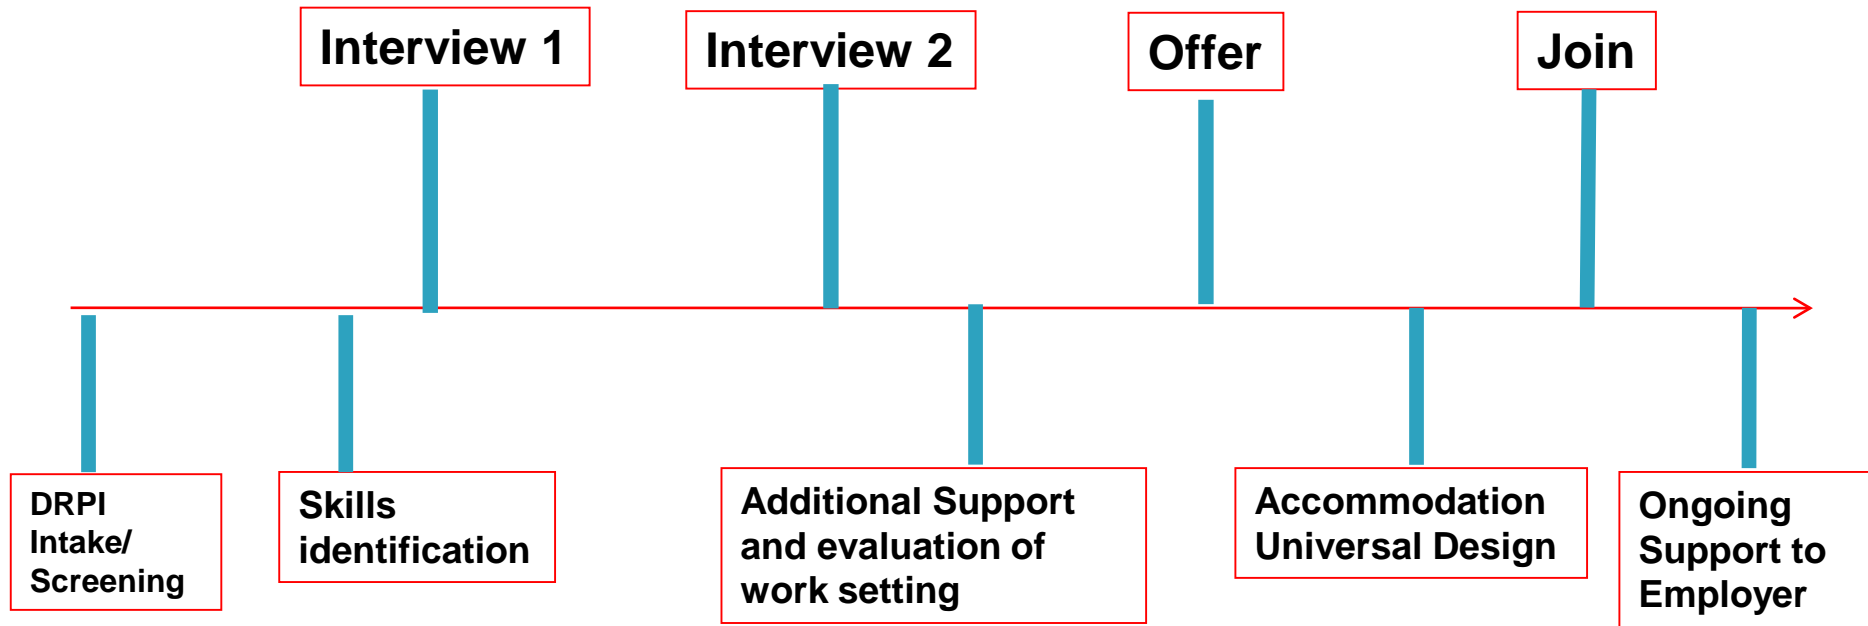 Interview 1
Interview 2
Offer
Join
DRPI
Intake/
Screening
Skills
identification
Additional Support
and evaluation of
work setting
Accommodation
Universal Design
Ongoing
Support to
Employer